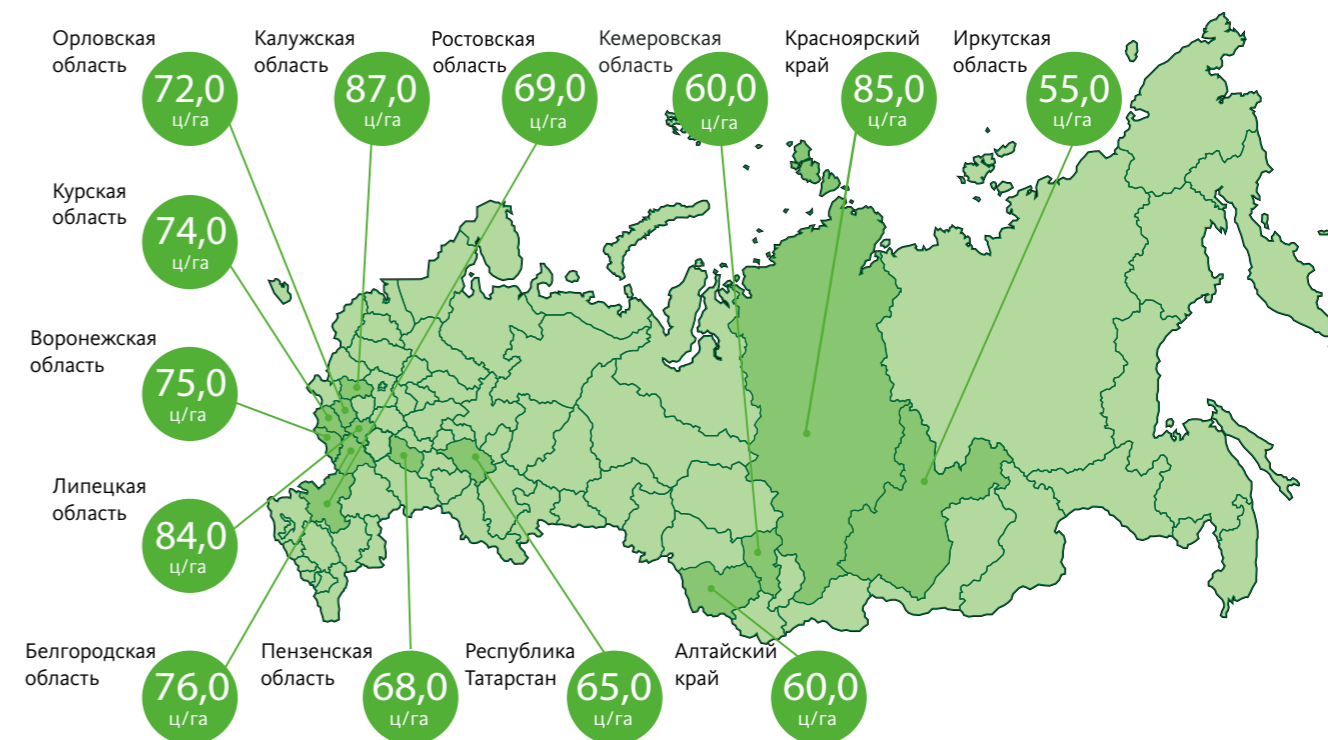 Орловская
область
72,0
ц/га
Калужская
область
87,0
ц/га
Ростовская
область
69,0
ц/га
Кемеровская
область
60,0
ц/га
Красноярский
край
85,0
ц/га
Иркутская
область
55,0
ц/га
Курская
область
74,0
ц/га
Воронежская
область
75,0
ц/га
Липецкая
область
84,0
ц/га
Белгородская
область
76,0
ц/га
Пензенская
область
68,0
ц/га
Республика
Татарстан
65,0
ц/га
Алтайский
край
60,0
ц/га